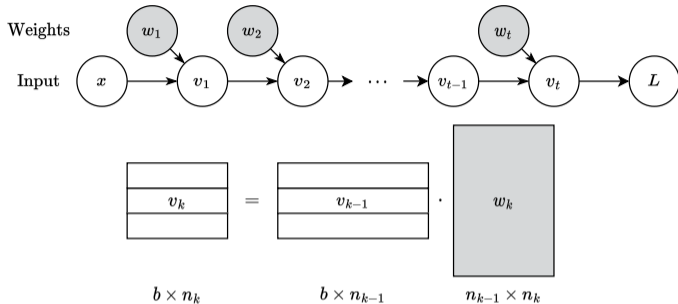 Weights w₁ w₂ wₜ
Input x v₁ v₂ ⋯ vₜ₋₁ vₜ L
vₖ = vₖ₋₁ · wₖ
b × nₖ b × nₖ₋₁ nₖ₋₁ × nₖ